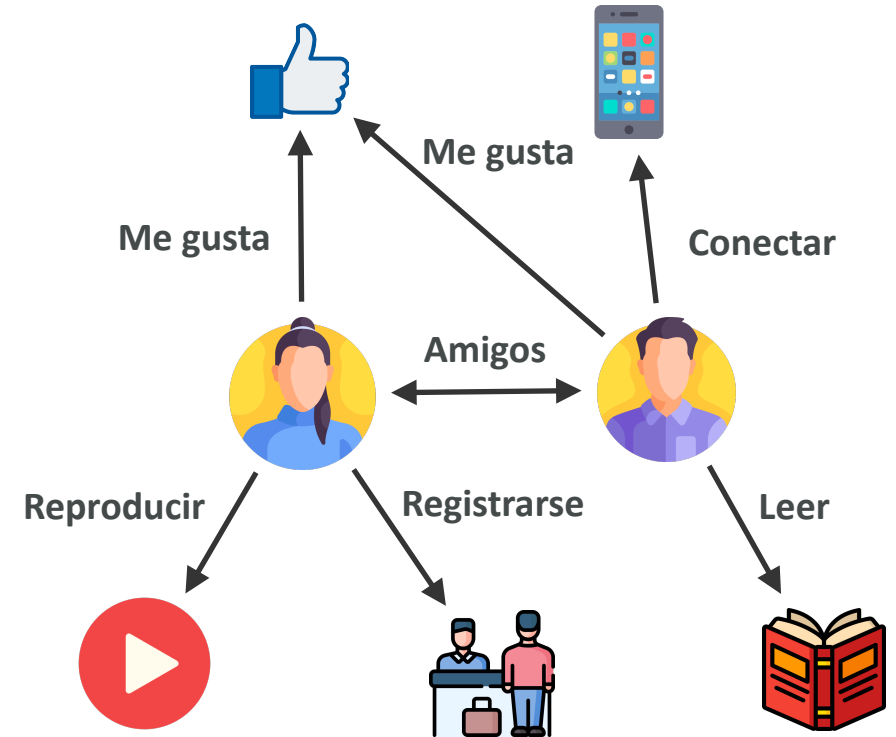 Me gusta
Me gusta
Conectar
Amigos
Reproducir
Registrarse
Leer